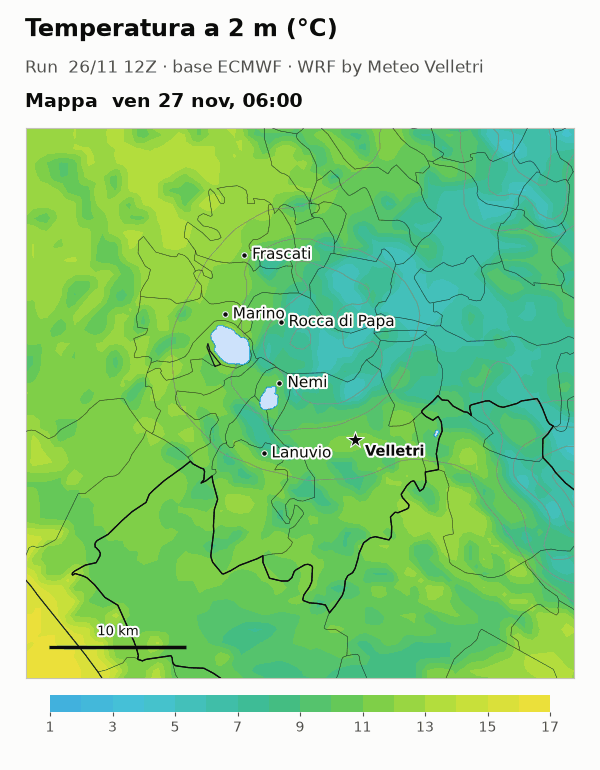 Temperatura a 2 m (°C)
Run  26/11 12Z · base ECMWF · WRF by Meteo Velletri
Mappa  ven 27 nov, 06:00
Frascati
Marino
Rocca di Papa
Nemi
Velletri
Lanuvio
10 km
1 3 5 7 9 11 13 15 17